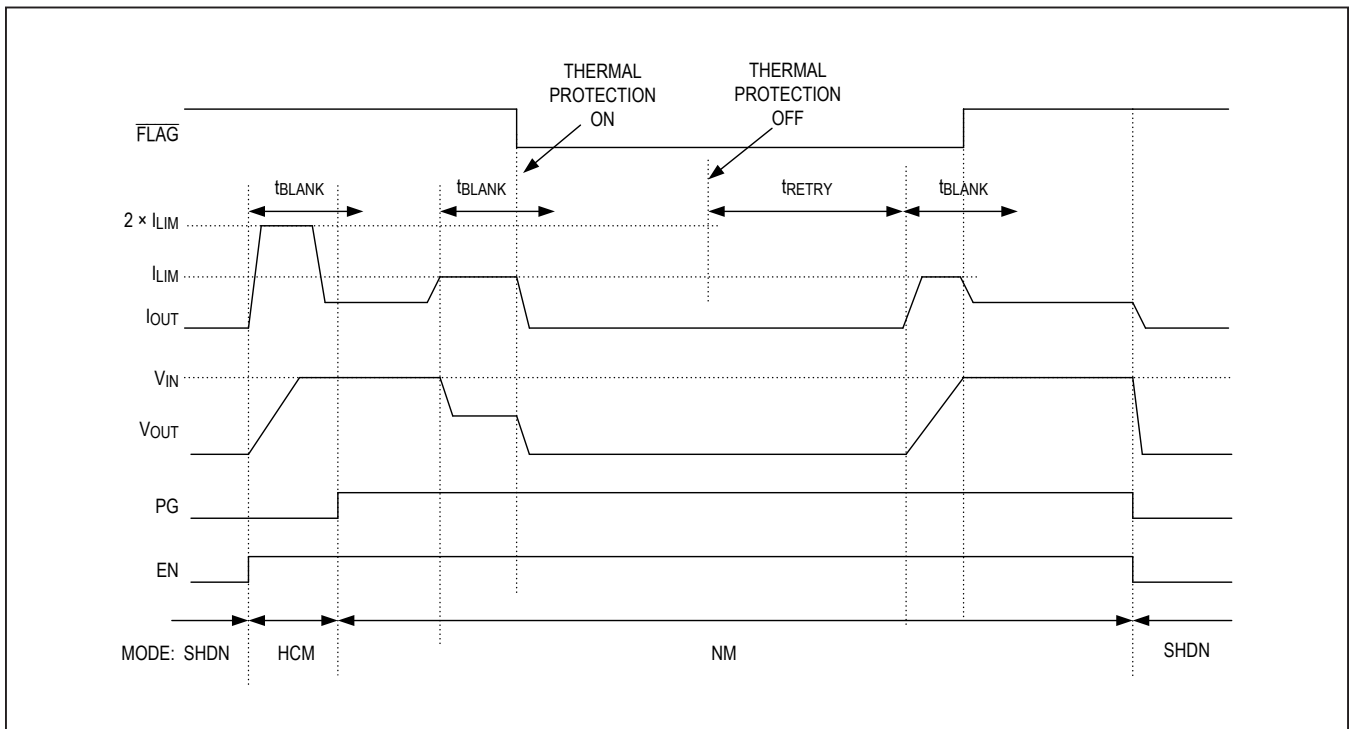 THERMAL
PROTECTION
ON
THERMAL
PROTECTION
OFF
FLAG
tBLANK
tBLANK
tRETRY
tBLANK
2 × ILIM
ILIM
IOUT
VIN
VOUT
PG
EN
MODE: SHDN HCM NM SHDN